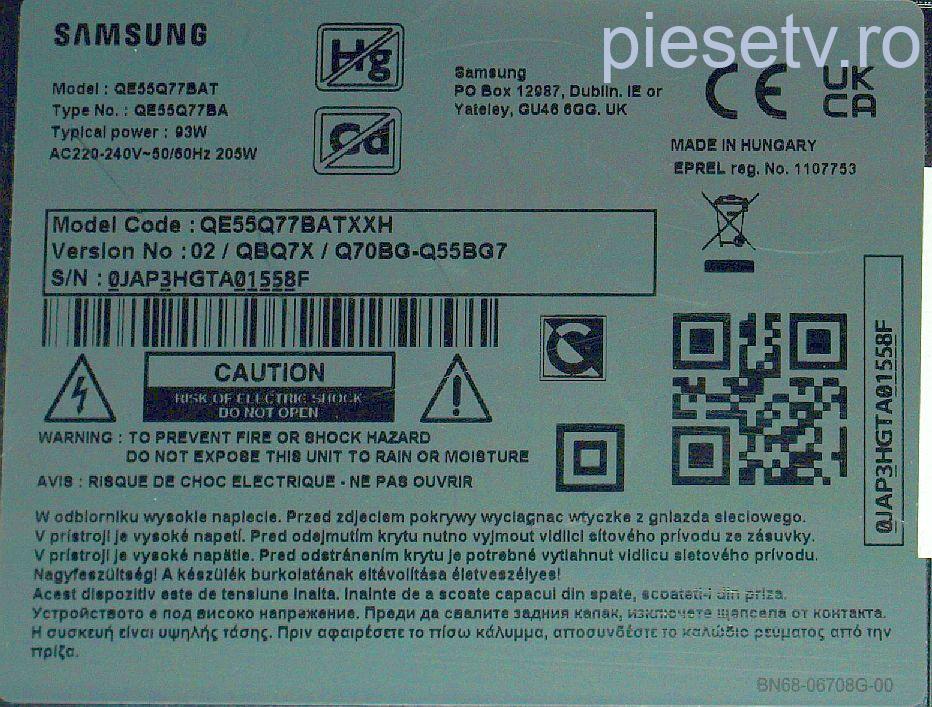 piesetv.ro
SAMSUNG
Hg
Cd
Model : QE55Q77BAT
Type No. : QE55Q77BA
Typical power : 93W
AC220-240V~50/60Hz 205W
Samsung
PO Box 12987, Dublin. IE or
Yateley, GU46 6GG. UK
CE
UK
CA
MADE IN HUNGARY
EPREL reg. No. 1107753
Model Code : QE55Q77BATXXH
Version No : 02 / QBQ7X / Q70BG-Q55BG7
S/N : 0JAP3HGTA01558F
0JAP3HGTA01558F
CAUTION
RISK OF ELECTRIC SHOCK
DO NOT OPEN
WARNING : TO PREVENT FIRE OR SHOCK HAZARD
DO NOT EXPOSE THIS UNIT TO RAIN OR MOISTURE
AVIS : RISQUE DE CHOC ELECTRIQUE - NE PAS OUVRIR
W odbiorniku wysokie napiecie. Przed zdjeciem pokrywy wyciagnac wtyczke z gniazda sieciowego.
V prístroji je vysoké napetí. Pred odejmutím krytu nutno vyjmout vidlici sítového prívodu ze zásuvky.
V prístroji je vysoké napätie. Pred odstránením krytu je potrebné vytiahnut vidlicu sietového prívodu.
Nagyfeszültség! A készülék burkolatának eltávolítása életveszélyes!
Acest dispozitiv este de tensiune inalta. Inainte de a scoate capacul din spate, scoateti-l din priza.
Устройството е под високо напрежение. Преди да свалите задния капак, изключете щепсела от контакта.
Η συσκευή είναι υψηλής τάσης. Πριν αφαιρέσετε το πίσω κάλυμμα, αποσυνδέστε το καλώδιο ρεύματος από την
πρίζα.
BN68-06708G-00